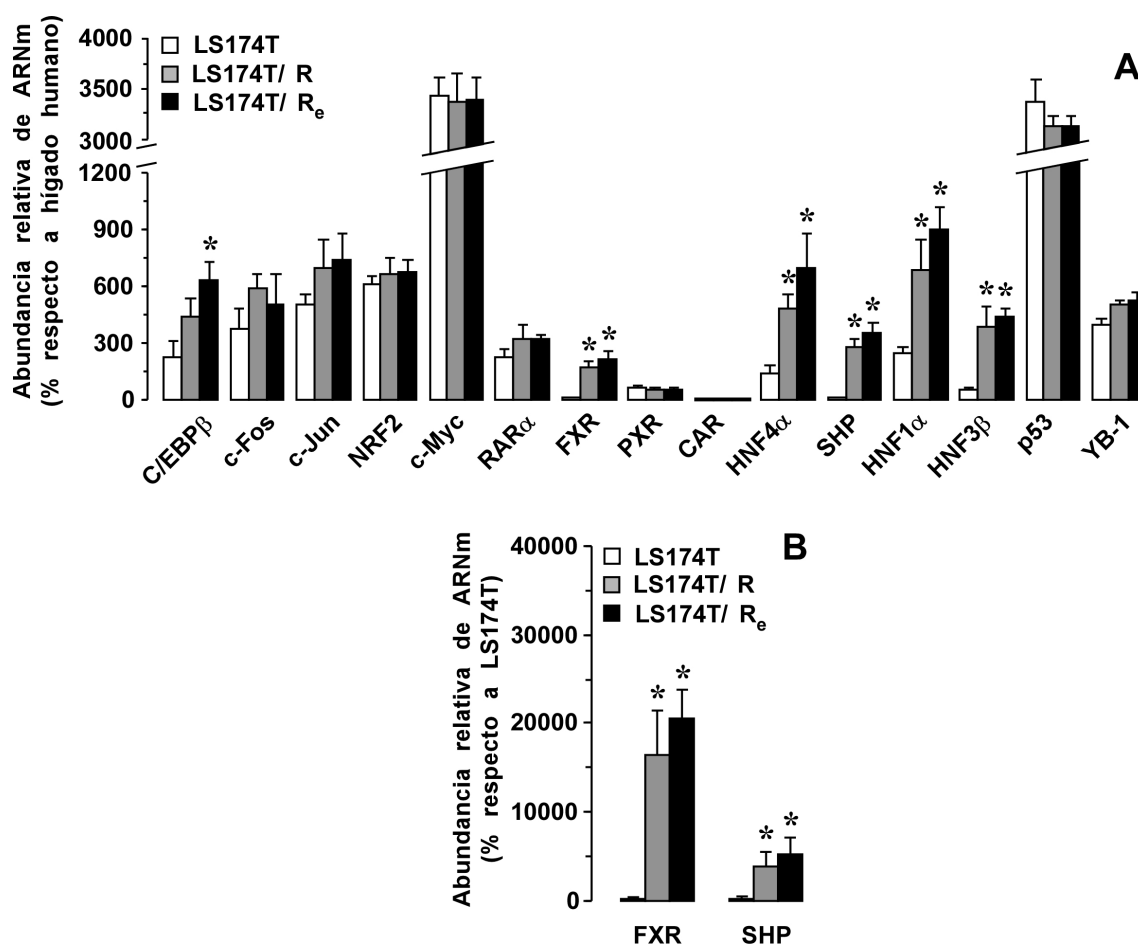 Abundancia relativa de ARNm
(% respecto a hígado humano)
4000
3500
3000
1200
900
600
300
0
LS174T
LS174T/ R
LS174T/ Re
A
* * * * * * * * * * *
C/EBPβ
c-Fos
c-Jun
NRF2
c-Myc
RARα
FXR
PXR
CAR
HNF4α
SHP
HNF1α
HNF3β
p53
YB-1
Abundancia relativa de ARNm
(% respecto a LS174T)
40000
30000
20000
10000
0
LS174T
LS174T/ R
LS174T/ Re
B
* * * *
FXR
SHP